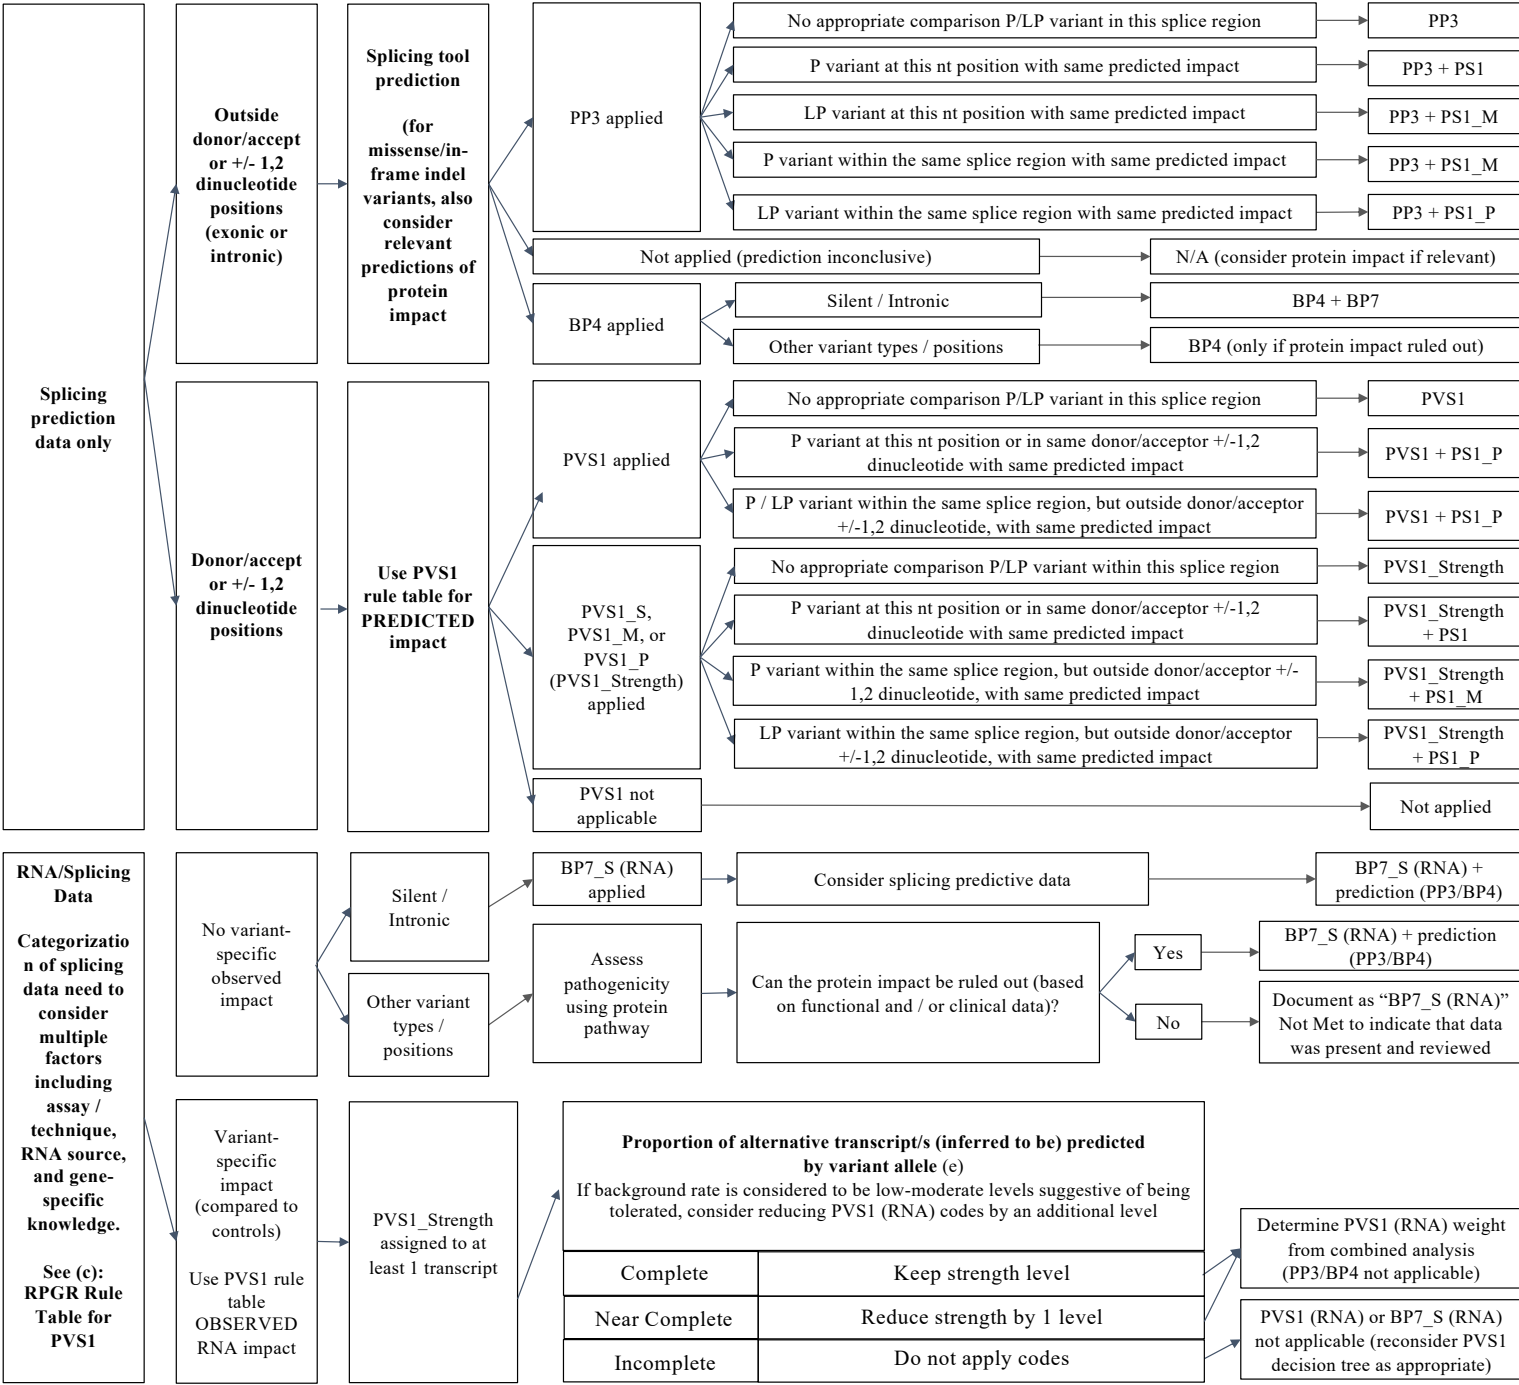 Splicing
prediction
data only
Outside
donor/accept
or +/- 1,2
dinucleotide
positions
(exonic or
intronic)
Splicing tool
prediction
(for
missense/in-
frame indel
variants, also
consider
relevant
predictions of
protein
impact
PP3 applied
No appropriate comparison P/LP variant in this splice region
PP3
P variant at this nt position with same predicted impact
PP3 + PS1
LP variant at this nt position with same predicted impact
PP3 + PS1_M
P variant within the same splice region with same predicted impact
PP3 + PS1_M
LP variant within the same splice region with same predicted impact
PP3 + PS1_P
Not applied (prediction inconclusive)
N/A (consider protein impact if relevant)
BP4 applied
Silent / Intronic
BP4 + BP7
Other variant types / positions
BP4 (only if protein impact ruled out)
Donor/accept
or +/- 1,2
dinucleotide
positions
Use PVS1
rule table for
PREDICTED
impact
PVS1 applied
No appropriate comparison P/LP variant in this splice region
PVS1
P variant at this nt position or in same donor/acceptor +/-1,2
dinucleotide with same predicted impact
PVS1 + PS1_P
P / LP variant within the same splice region, but outside donor/acceptor
+/-1,2 dinucleotide, with same predicted impact
PVS1 + PS1_P
PVS1_S,
PVS1_M, or
PVS1_P
(PVS1_Strength)
applied
No appropriate comparison P/LP variant within this splice region
PVS1_Strength
P variant at this nt position or in same donor/acceptor +/-1,2
dinucleotide with same predicted impact
PVS1_Strength
+ PS1
P variant within the same splice region, but outside donor/acceptor +/-
1,2 dinucleotide, with same predicted impact
PVS1_Strength
+ PS1_M
LP variant within the same splice region, but outside donor/acceptor
+/-1,2 dinucleotide, with same predicted impact
PVS1_Strength
+ PS1_P
PVS1 not
applicable
Not applied
RNA/Splicing
Data
Categorizatio
n of splicing
data need to
consider
multiple
factors
including
assay /
technique,
RNA source,
and gene-
specific
knowledge.
See (c):
RPGR Rule
Table for
PVS1
No variant-
specific
observed
impact
Silent /
Intronic
BP7_S (RNA)
applied
Consider splicing predictive data
BP7_S (RNA) +
prediction (PP3/BP4)
Other variant
types /
positions
Assess
pathogenicity
using protein
pathway
Can the protein impact be ruled out (based
on functional and / or clinical data)?
Yes
BP7_S (RNA) + prediction
(PP3/BP4)
No
Document as “BP7_S (RNA)”
Not Met to indicate that data
was present and reviewed
Variant-
specific
impact
(compared to
controls)
Use PVS1 rule
table
OBSERVED
RNA impact
PVS1_Strength
assigned to at
least 1 transcript
Proportion of alternative transcript/s (inferred to be) predicted
by variant allele (e)
If background rate is considered to be low-moderate levels suggestive of being
tolerated, consider reducing PVS1 (RNA) codes by an additional level
Complete
Keep strength level
Near Complete
Reduce strength by 1 level
Incomplete
Do not apply codes
Determine PVS1 (RNA) weight
from combined analysis
(PP3/BP4 not applicable)
PVS1 (RNA) or BP7_S (RNA)
not applicable (reconsider PVS1
decision tree as appropriate)